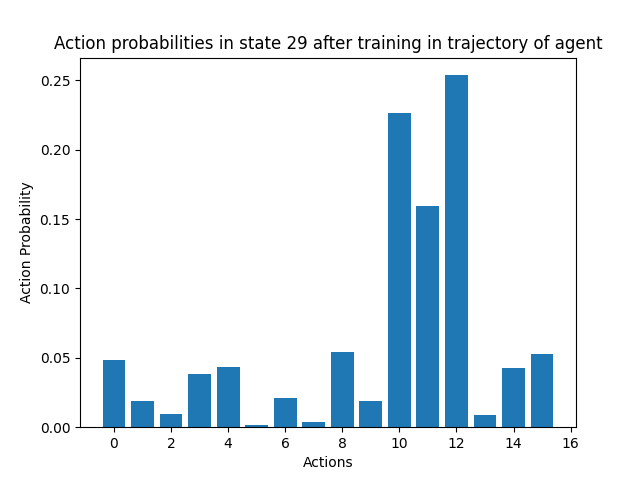 Action probabilities in state 29 after training in trajectory of agent
0.25
0.20
0.15
0.10
0.05
0.00
Action Probability
0 2 4 6 8 10 12 14 16
Actions